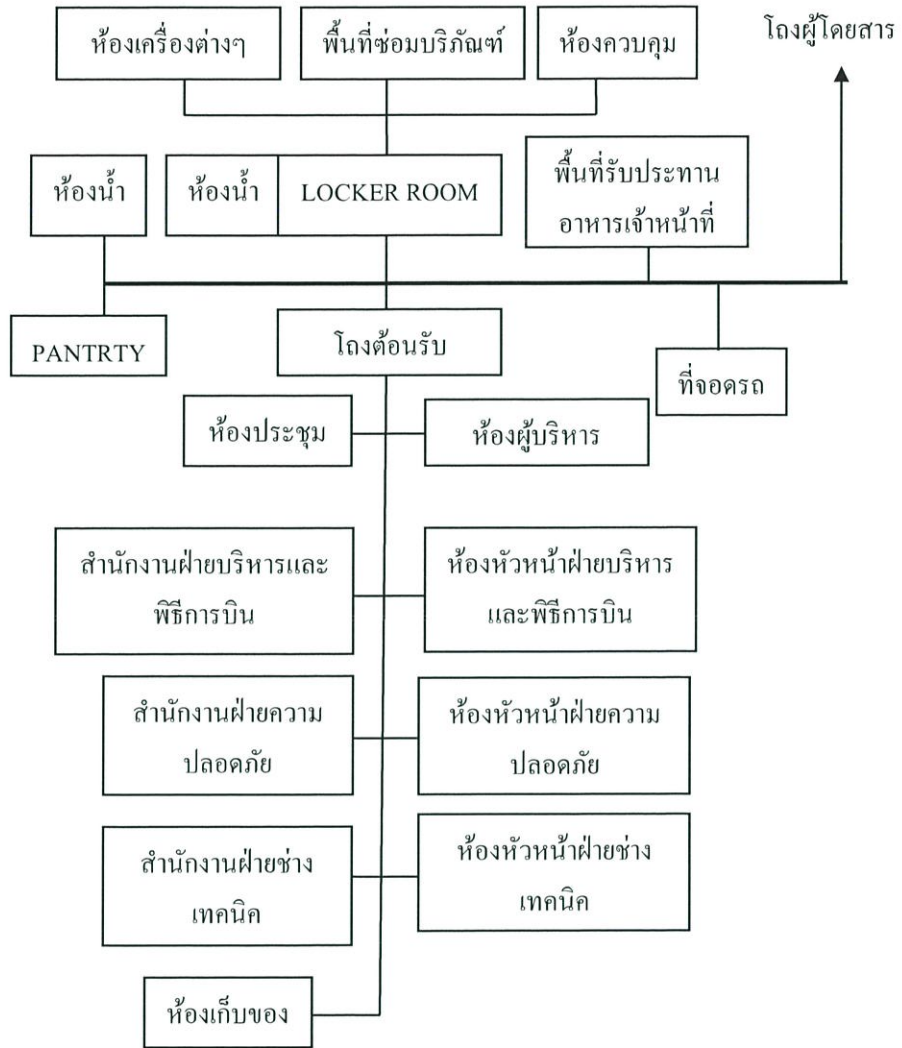 โถงผู้โดยสาร
ห้องเครื่องต่างๆ
พื้นที่ซ่อมบริภัณฑ์
ห้องควบคุม
ห้องน้ำ
ห้องน้ำ
LOCKER ROOM
พื้นที่รับประทาน
อาหารเจ้าหน้าที่
PANTRTY
โถงต้อนรับ
ที่จอดรถ
ห้องประชุม
ห้องผู้บริหาร
สำนักงานฝ่ายบริหารและ
พิธีการบิน
ห้องหัวหน้าฝ่ายบริหาร
และพิธีการบิน
สำนักงานฝ่ายความ
ปลอดภัย
ห้องหัวหน้าฝ่ายความ
ปลอดภัย
สำนักงานฝ่ายช่าง
เทคนิค
ห้องหัวหน้าฝ่ายช่าง
เทคนิค
ห้องเก็บของ